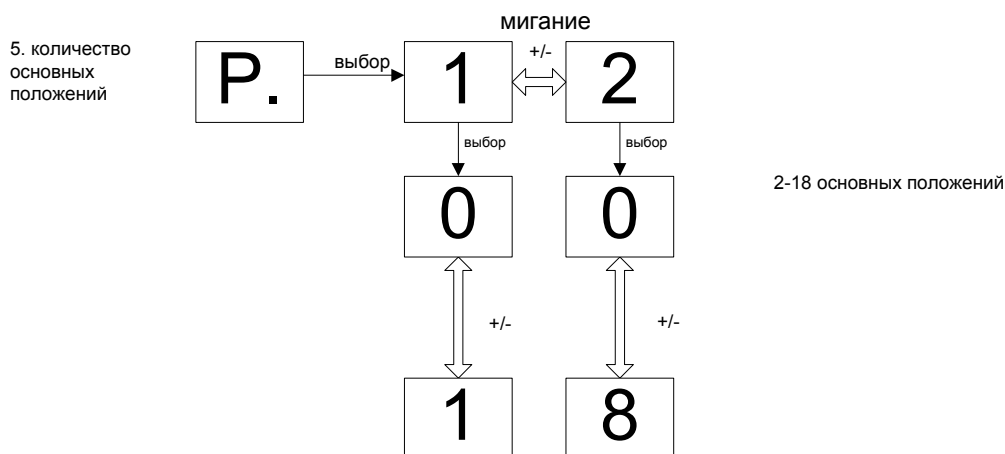 мигание
5. количество
основных
положений
P.
выбор
1
+/-
2
выбор
выбор
0
0
2-18 основных положений
+/-
+/-
1
8